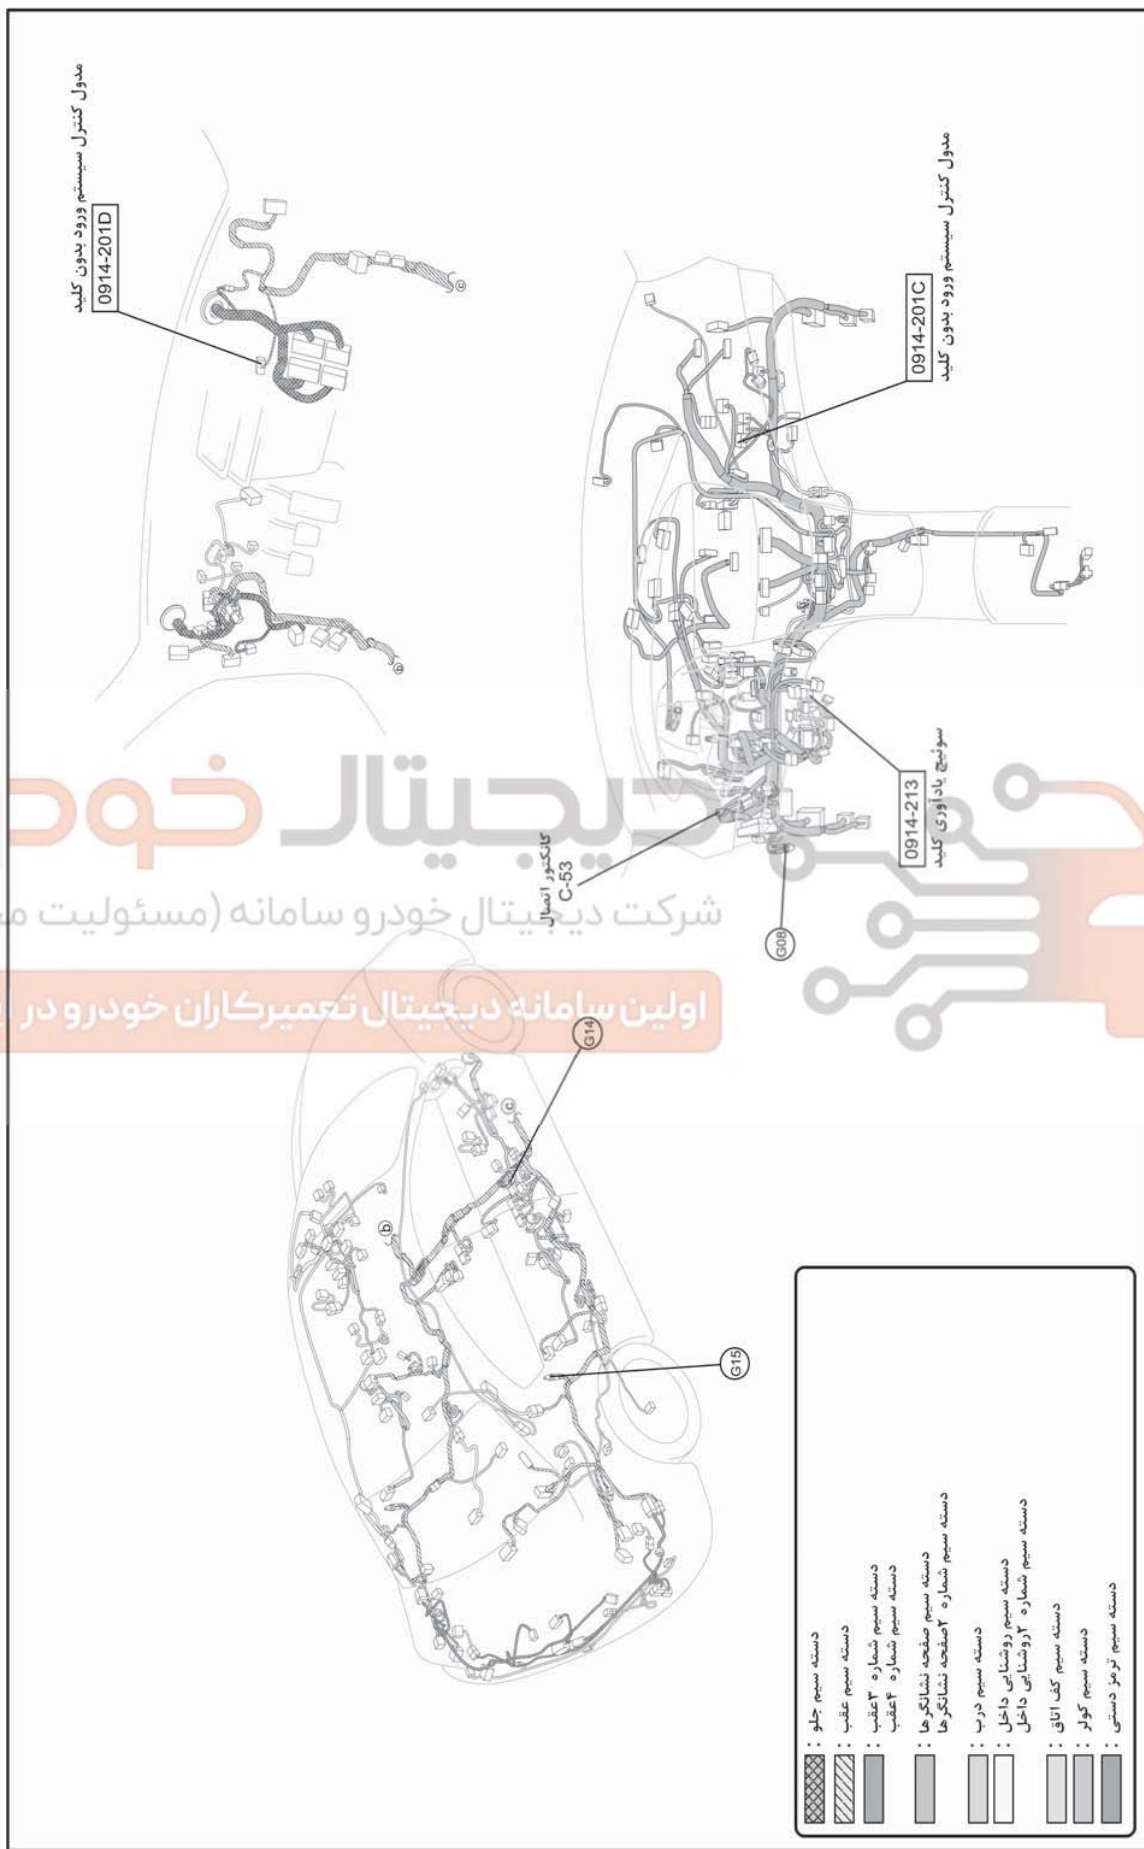 مدول کنترل سیستم ورود بدون کلید
0914-201D
c
b
مدول کنترل سیستم ورود بدون کلید
0914-201C
سوئیچ یادآوری کلید
0914-213
کانکتور اتصال
C-53
G08
دیجیتال خود
شرکت دیجیتال خودرو سامانه (مسئولیت
اولین سامانه دیجیتال تعمیرکاران خودرو در
G14
c
b
G15
دسته سیم جلو :
دسته سیم عقب :
دسته سیم شماره ۳عقب :
دسته سیم شماره ۴عقب
دسته سیم صفحه نشانگرها :
دسته سیم شماره ۲صفحه نشانگرها
دسته سیم درب :
دسته سیم روشنایی داخل :
دسته سیم شماره ۲روشنایی داخل
دسته سیم کف اتاق :
دسته سیم کولر :
دسته سیم ترمز دستی :